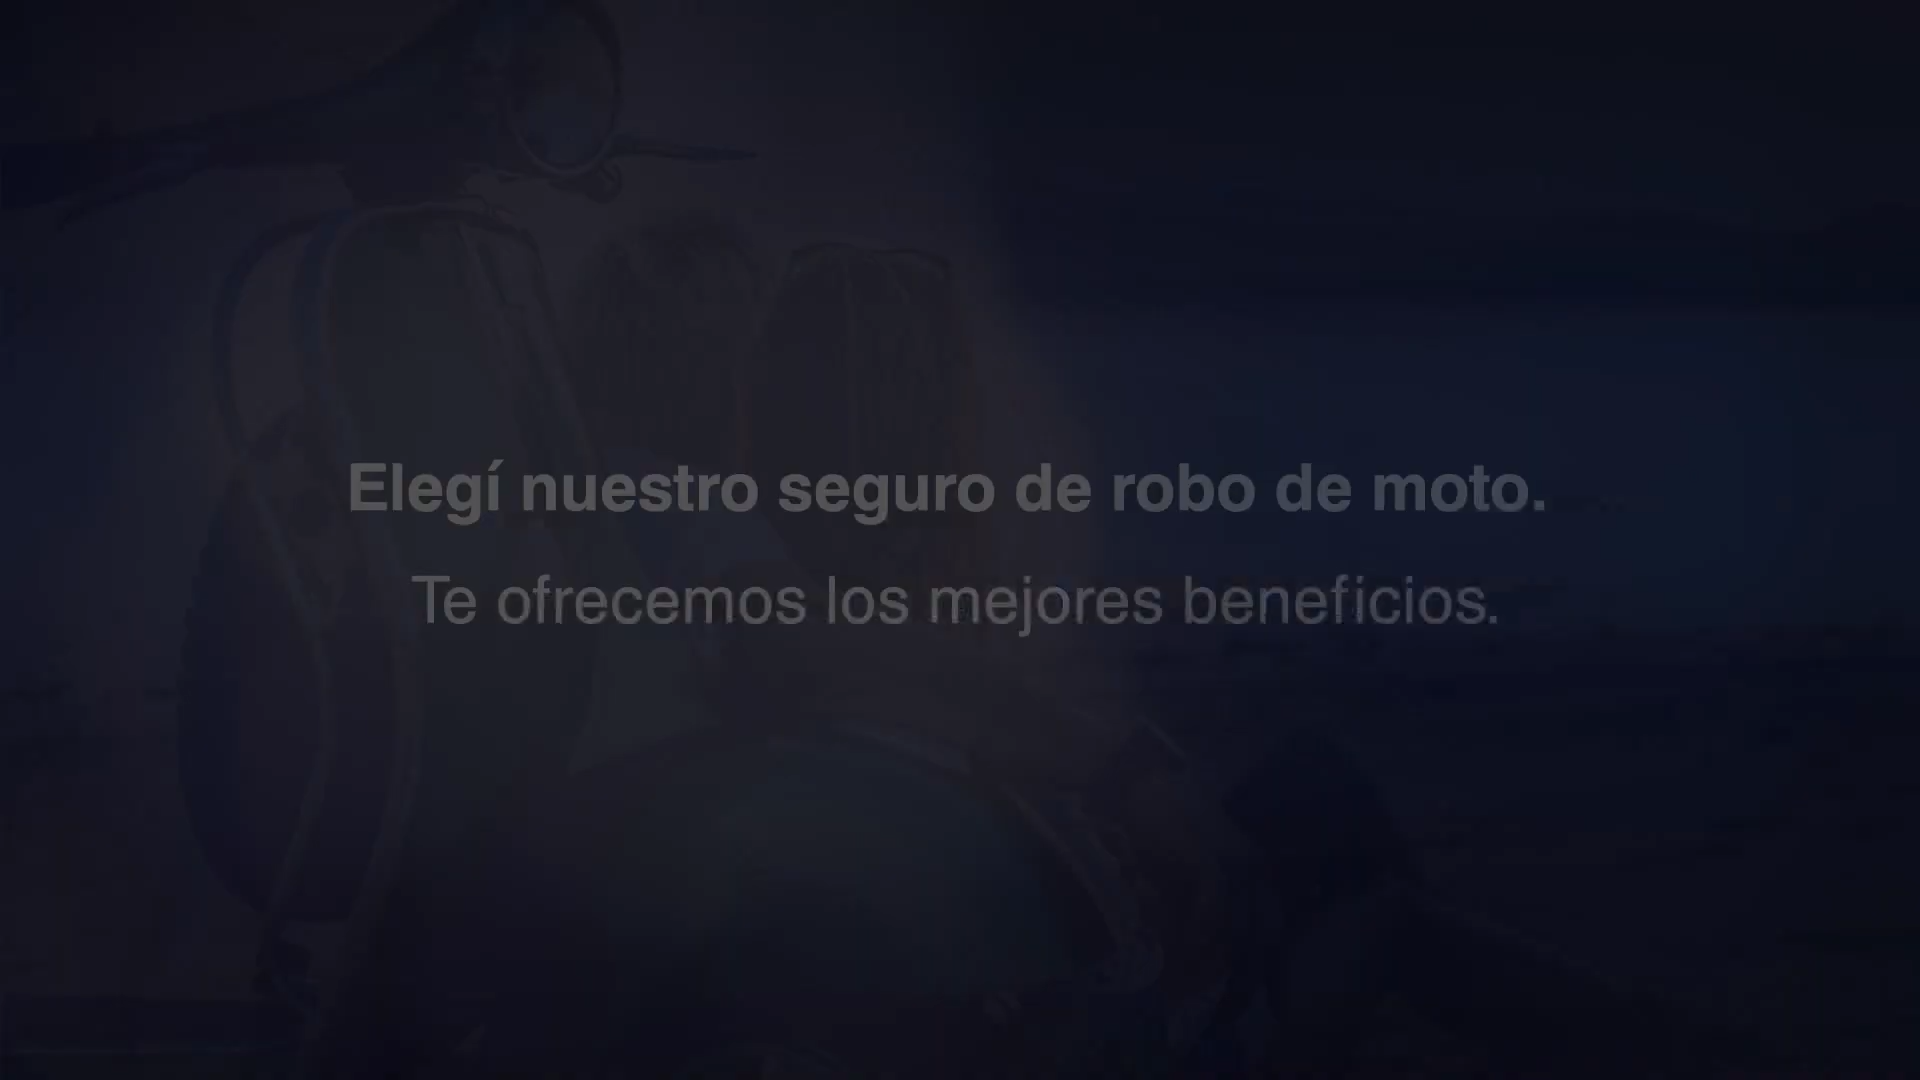 Elegí nuestro seguro de robo de moto.
Te ofrecemos los mejores beneficios.